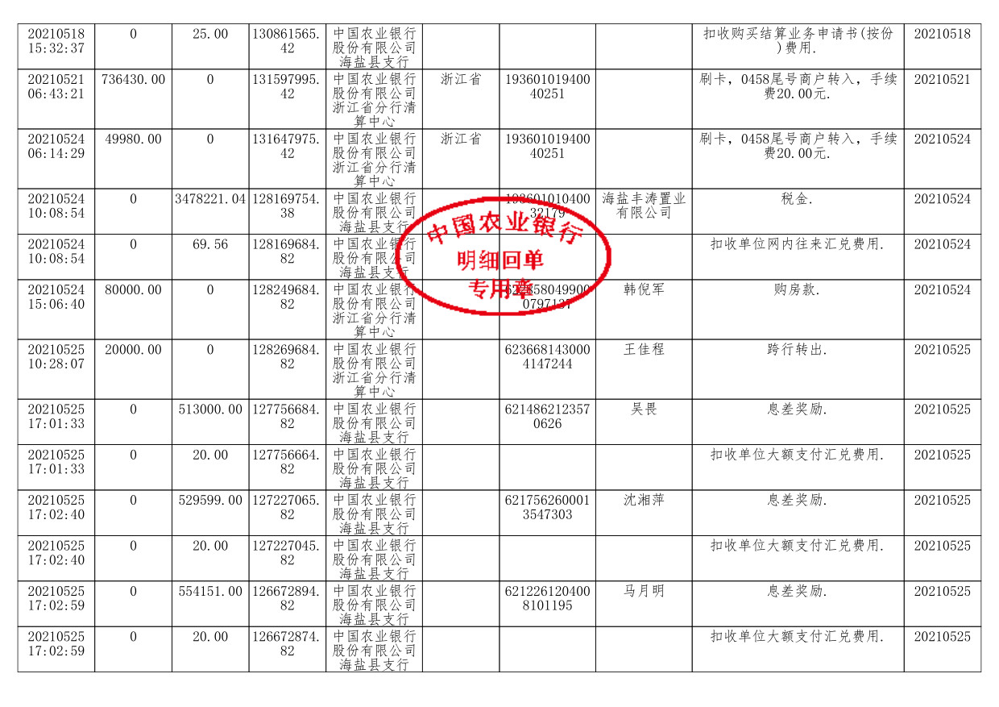 20210518 0 25.00 130861565. 中国农业银行 扣收购买结算业务申请书(按份 20210518
15:32:37 42 股份有限公司 )费用.
海盐县支行
20210521 736430.00 0 131597995. 中国农业银行 浙江省 193601019400 刷卡，0458尾号商户转入，手续 20210521
06:43:21 42 股份有限公司 40251 费20.00元.
浙江省分行清
算中心
20210524 49980.00 0 131647975. 中国农业银行 浙江省 193601019400 刷卡，0458尾号商户转入，手续 20210524
06:14:29 42 股份有限公司 40251 费20.00元.
浙江省分行清
算中心
20210524 0 3478221.04 128169754. 中国农业银行 193601010400 海盐丰涛置业 税金. 20210524
10:08:54 38 股份有限公司 32179 有限公司
海盐县支行
20210524 0 69.56 128169684. 中国农业银行 扣收单位网内往来汇兑费用. 20210524
10:08:54 82 股份有限公司
海盐县支行
中国农业银行
明细回单
专用章
20210524 80000.00 0 128249684. 中国农业银行 韩倪军 购房款. 20210524
15:06:40 82 股份有限公司 0797137
浙江省分行清
算中心
20210525 20000.00 0 128269684. 中国农业银行 623668143000 王佳程 跨行转出. 20210525
10:28:07 82 股份有限公司 4147244
浙江省分行清
算中心
20210525 0 513000.00 127756684. 中国农业银行 621486212357 吴畏 息差奖励. 20210525
17:01:33 82 股份有限公司 0626
海盐县支行
20210525 0 20.00 127756664. 中国农业银行 扣收单位大额支付汇兑费用. 20210525
17:01:33 82 股份有限公司
海盐县支行
20210525 0 529599.00 127227065. 中国农业银行 621756260001 沈湘萍 息差奖励. 20210525
17:02:40 82 股份有限公司 3547303
海盐县支行
20210525 0 20.00 127227045. 中国农业银行 扣收单位大额支付汇兑费用. 20210525
17:02:40 82 股份有限公司
海盐县支行
20210525 0 554151.00 126672894. 中国农业银行 621226120400 马月明 息差奖励. 20210525
17:02:59 82 股份有限公司 8101195
海盐县支行
20210525 0 20.00 126672874. 中国农业银行 扣收单位大额支付汇兑费用. 20210525
17:02:59 82 股份有限公司
海盐县支行